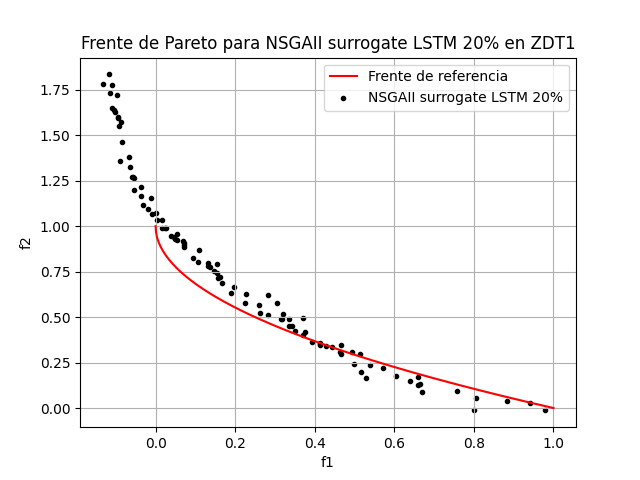 Frente de Pareto para NSGAII surrogate LSTM 20% en ZDT1
Frente de referencia
NSGAII surrogate LSTM 20%
f2
1.75
1.50
1.25
1.00
0.75
0.50
0.25
0.00
0.0 0.2 0.4 0.6 0.8 1.0
f1